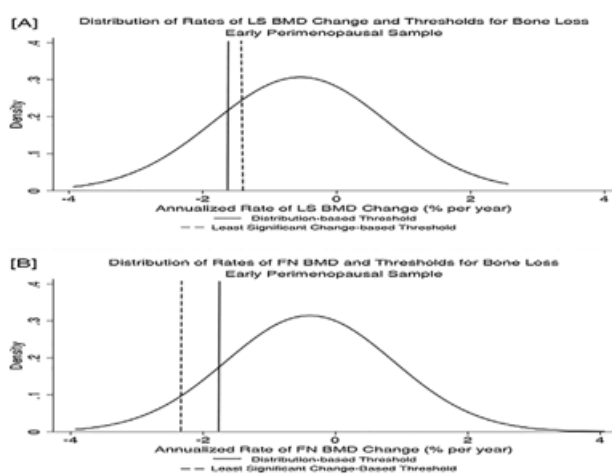 [A]
Distribution of Rates of LS BMD Change and Thresholds for Bone Loss
Early Perimenopausal Sample
.4
.3
.2
.1
0
Density
-4
-2
0
2
4
Annualized Rate of LS BMD Change (% per year)
Distribution-based Threshold
Least Significant Change-based Threshold
[B]
Distribution of Rates of FN BMD and Thresholds for Bone Loss
Early Perimenopausal Sample
.4
.3
.2
.1
0
Density
-4
-2
0
2
4
Annualized Rate of FN BMD Change (% per year)
Distribution-based Threshold
Least Significant Change-Based Threshold